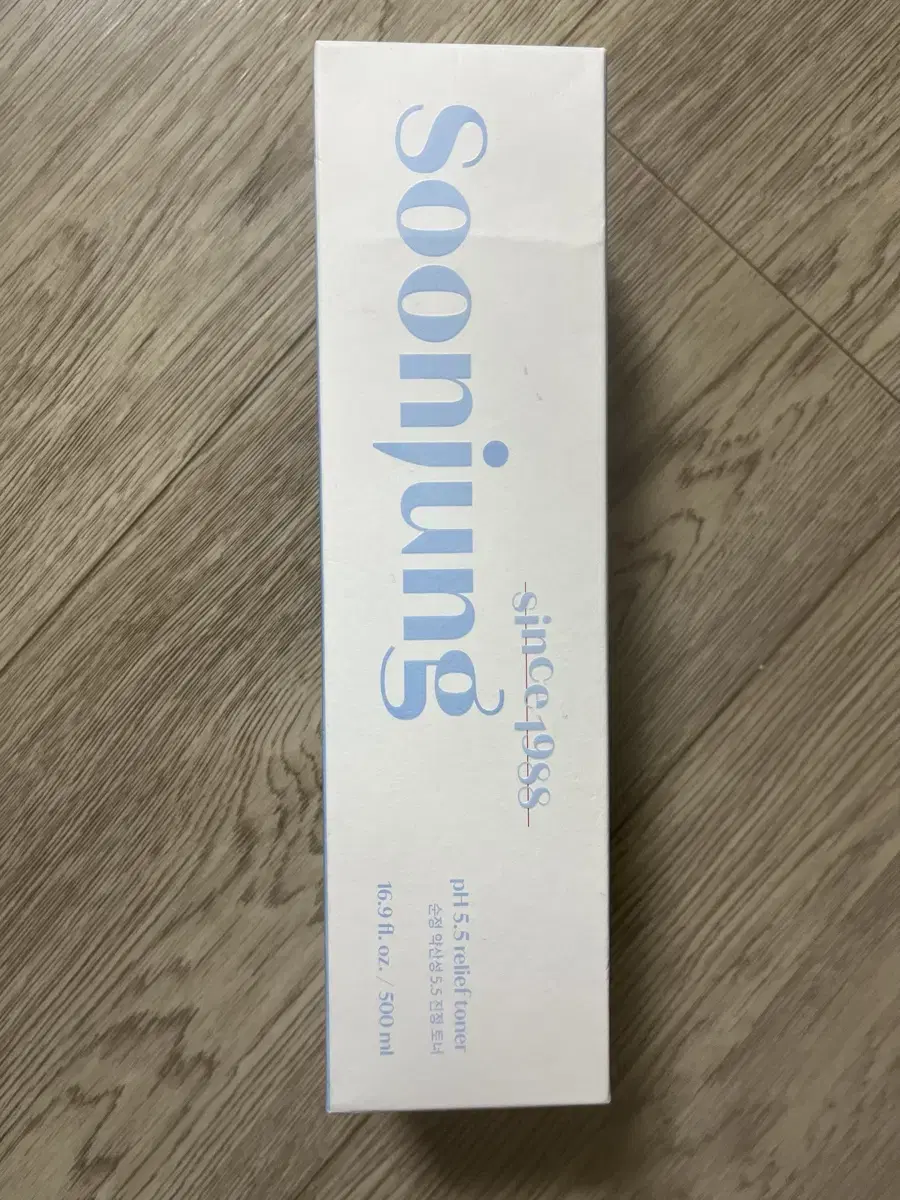 since 1988
Soonjung
pH 5.5 relief toner
순정 약산성 5.5 진정 토너
16.9 fl. oz. / 500 ml